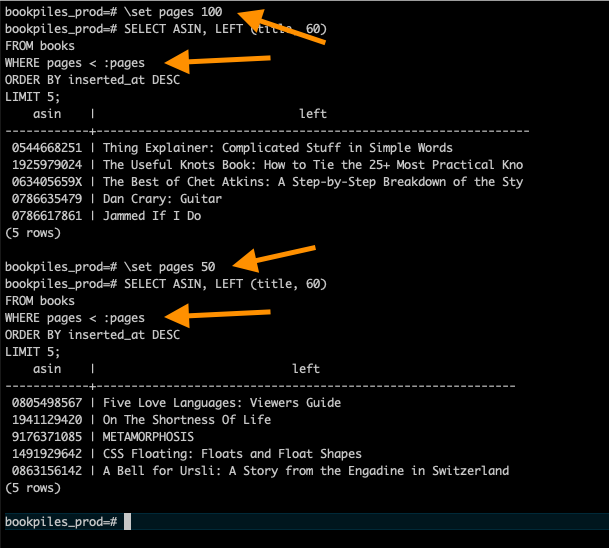 bookpiles_prod=# \set pages 100
bookpiles_prod=# SELECT ASIN, LEFT (title, 60)
FROM books
WHERE pages < :pages
ORDER BY inserted_at DESC
LIMIT 5;
    asin    |                             left
------------+--------------------------------------------------------------
 0544668251 | Thing Explainer: Complicated Stuff in Simple Words
 1925979024 | The Useful Knots Book: How to Tie the 25+ Most Practical Kno
 063405659X | The Best of Chet Atkins: A Step-by-Step Breakdown of the Sty
 0786635479 | Dan Crary: Guitar
 0786617861 | Jammed If I Do
(5 rows)
bookpiles_prod=# \set pages 50
bookpiles_prod=# SELECT ASIN, LEFT (title, 60)
FROM books
WHERE pages < :pages
ORDER BY inserted_at DESC
LIMIT 5;
    asin    |                            left
------------+------------------------------------------------------------
 0805498567 | Five Love Languages: Viewers Guide
 1941129420 | On The Shortness Of Life
 9176371085 | METAMORPHOSIS
 1491929642 | CSS Floating: Floats and Float Shapes
 0863156142 | A Bell for Ursli: A Story from the Engadine in Switzerland
(5 rows)
bookpiles_prod=#